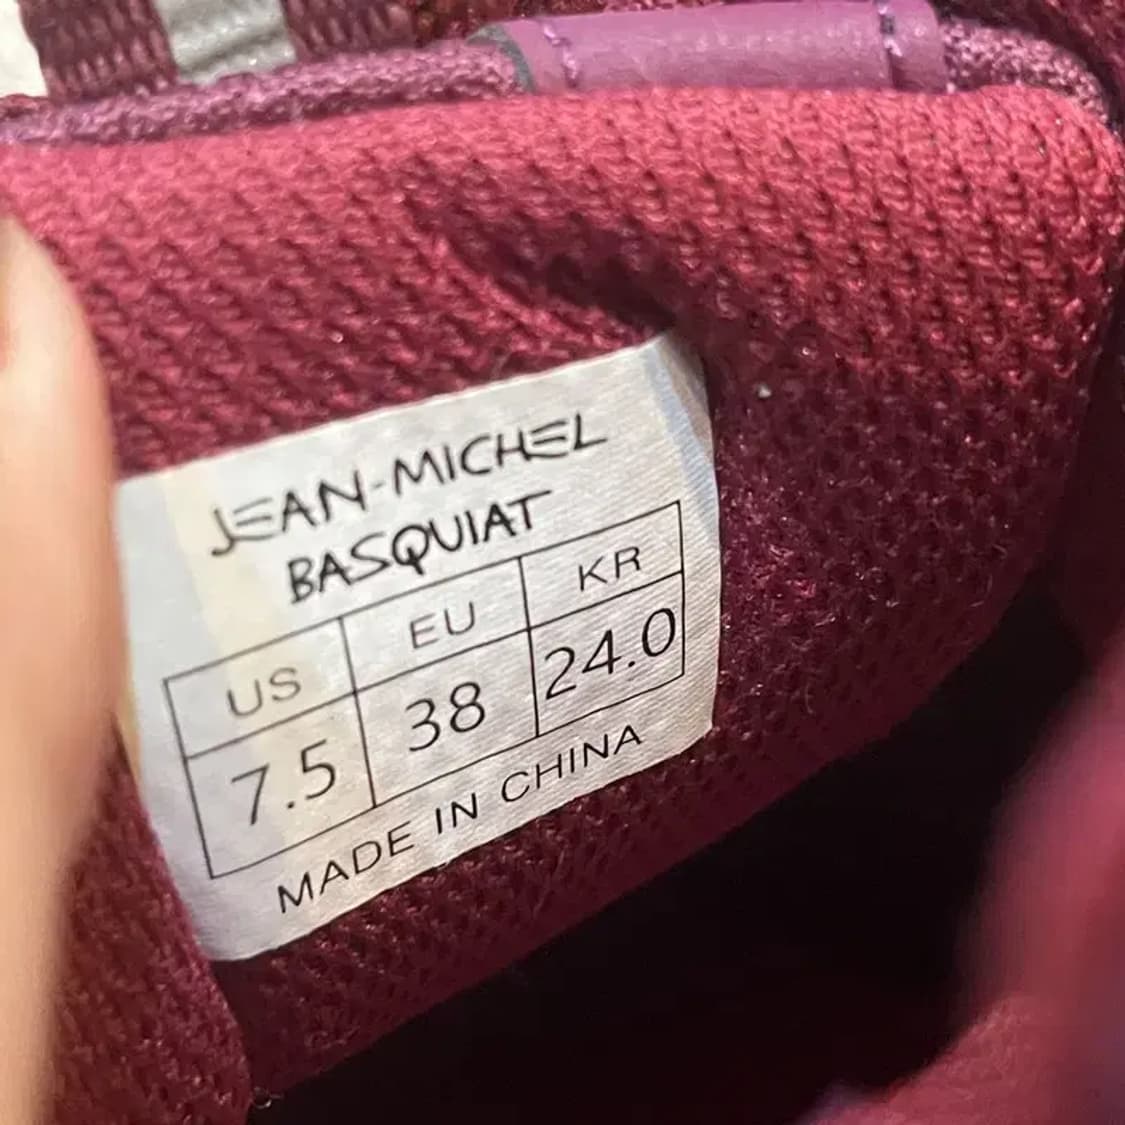 JEAN-MICHEL
BASQUIAT
US EU KR
7.5 38 24.0
MADE IN CHINA